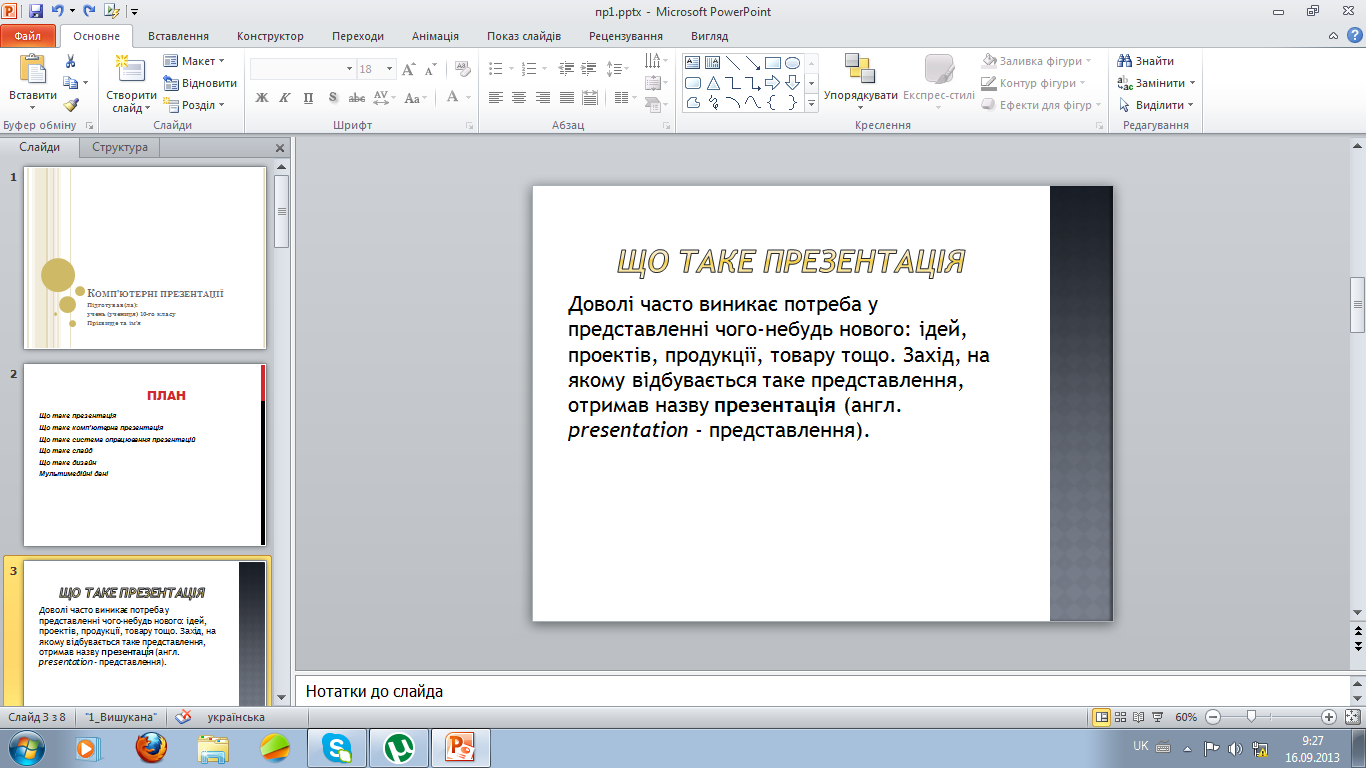 пр1.pptx - Microsoft PowerPoint
Файл Основне Вставлення Конструктор Переходи Анімація Показ слайдів Рецензування Вигляд
Вставити
Створити слайд
Макет
Відновити
Розділ
18
Ж К П S abc AV Aa A
Упорядкувати
Експрес-стилі
Заливка фігури
Контур фігури
Ефекти для фігур
Знайти
Замінити
Виділити
Буфер обміну Слайди Шрифт Абзац Креслення Редагування
Слайди Структура
1
Комп'ютерні презентації
Підготував(ла):
учень (учениця) 10-го класу
Прізвище та ім'я
2
ПЛАН
Що таке презентація
Що таке комп'ютерна презентація
Що таке система опрацювання презентацій
Що таке слайд
Що таке дизайн
Мультимедійні дані
3
ЩО ТАКЕ ПРЕЗЕНТАЦІЯ
Доволі часто виникає потреба у
представленні чого-небудь нового: ідей,
проектів, продукції, товару тощо. Захід, на
якому відбувається таке представлення,
отримав назву презентація (англ.
presentation - представлення).
ЩО ТАКЕ ПРЕЗЕНТАЦІЯ
Доволі часто виникає потреба у
представленні чого-небудь нового: ідей,
проектів, продукції, товару тощо. Захід, на
якому відбувається таке представлення,
отримав назву презентація (англ.
presentation - представлення).
Нотатки до слайда
Слайд 3 з 8 "1_Вишукана" українська 60%
UK 9:27
16.09.2013